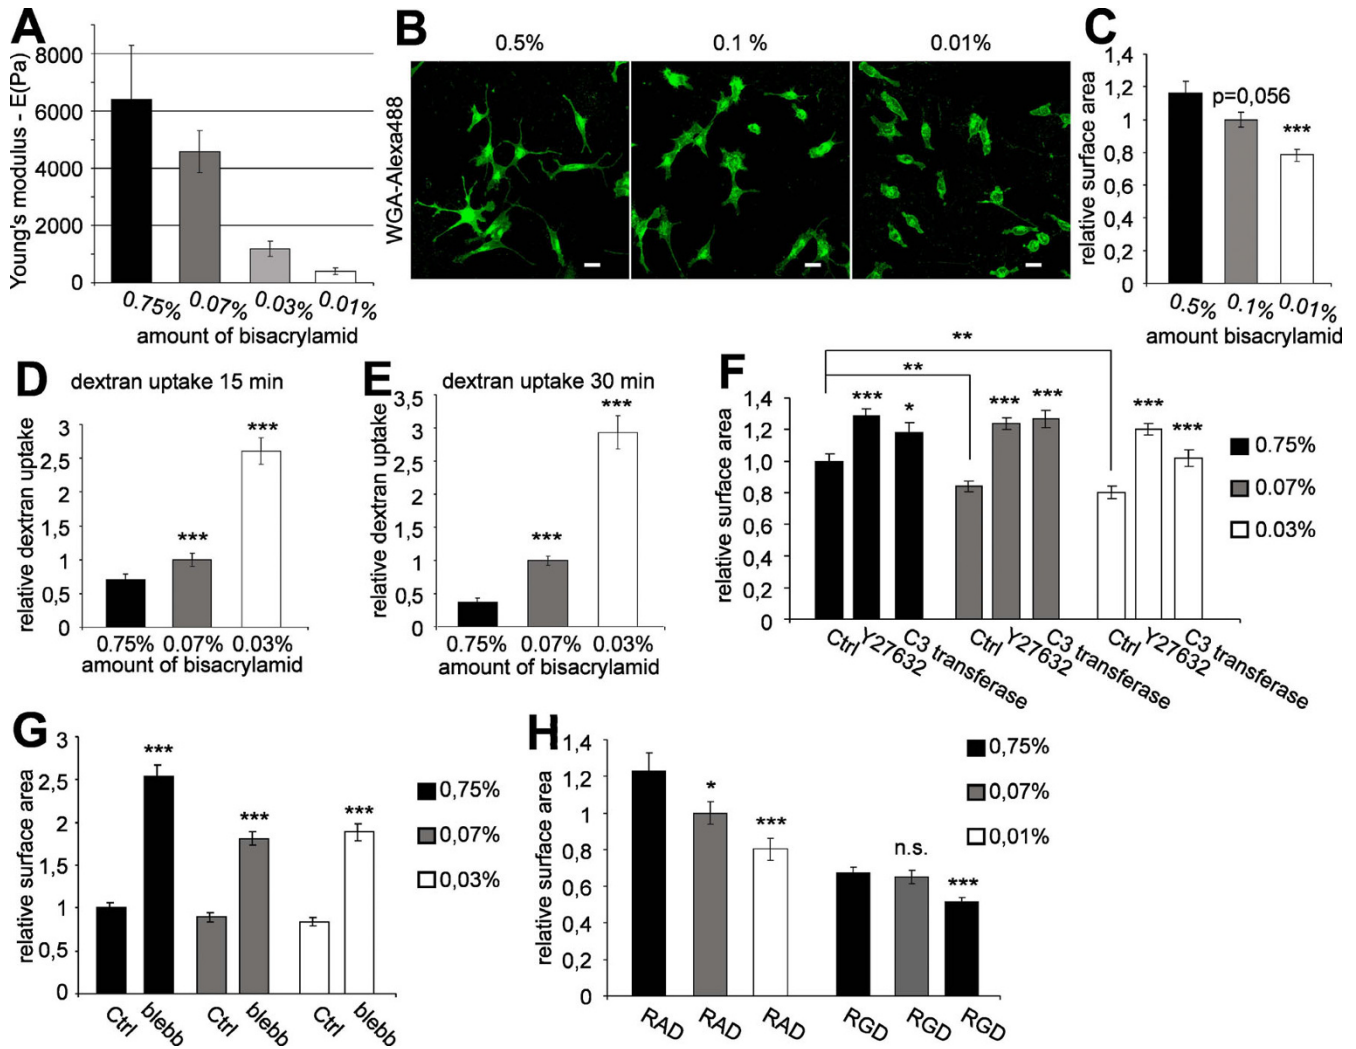 A
Young's modulus - E(Pa)
8000
6000
4000
2000
0
0.75% 0.07% 0.03% 0.01%
amount of bisacrylamid
B
0.5% 0.1 % 0.01%
WGA-Alexa488
C
relative surface area
1,4
1,2
1
0,8
0,6
0,4
0,2
0
p=0,056
***
0.5% 0.1% 0.01%
amount bisacrylamid
D
dextran uptake 15 min
relative dextran uptake
3
2,5
2
1,5
1
0,5
0
***
***
0.75% 0.07% 0.03%
amount of bisacrylamid
E
dextran uptake 30 min
relative dextran uptake
3,5
3
2,5
2
1,5
1
0,5
0
***
***
0.75% 0.07% 0.03%
amount of bisacrylamid
F
relative surface area
1,4
1,2
1,0
0,8
0,6
0,4
0,2
0
**
**
*** * *** *** *** ***
Ctrl Y27632 C3 transferase Ctrl Y27632 C3 transferase Ctrl Y27632 C3 transferase
0.75%
0.07%
0.03%
G
relative surface area
3
2,5
2
1,5
1
0,5
0
*** *** ***
Ctrl blebb Ctrl blebb Ctrl blebb
0,75%
0,07%
0,03%
H
relative surface area
1,4
1,2
1
0,8
0,6
0,4
0,2
0
* *** n.s. ***
RAD RAD RAD RGD RGD RGD
0,75%
0,07%
0,01%